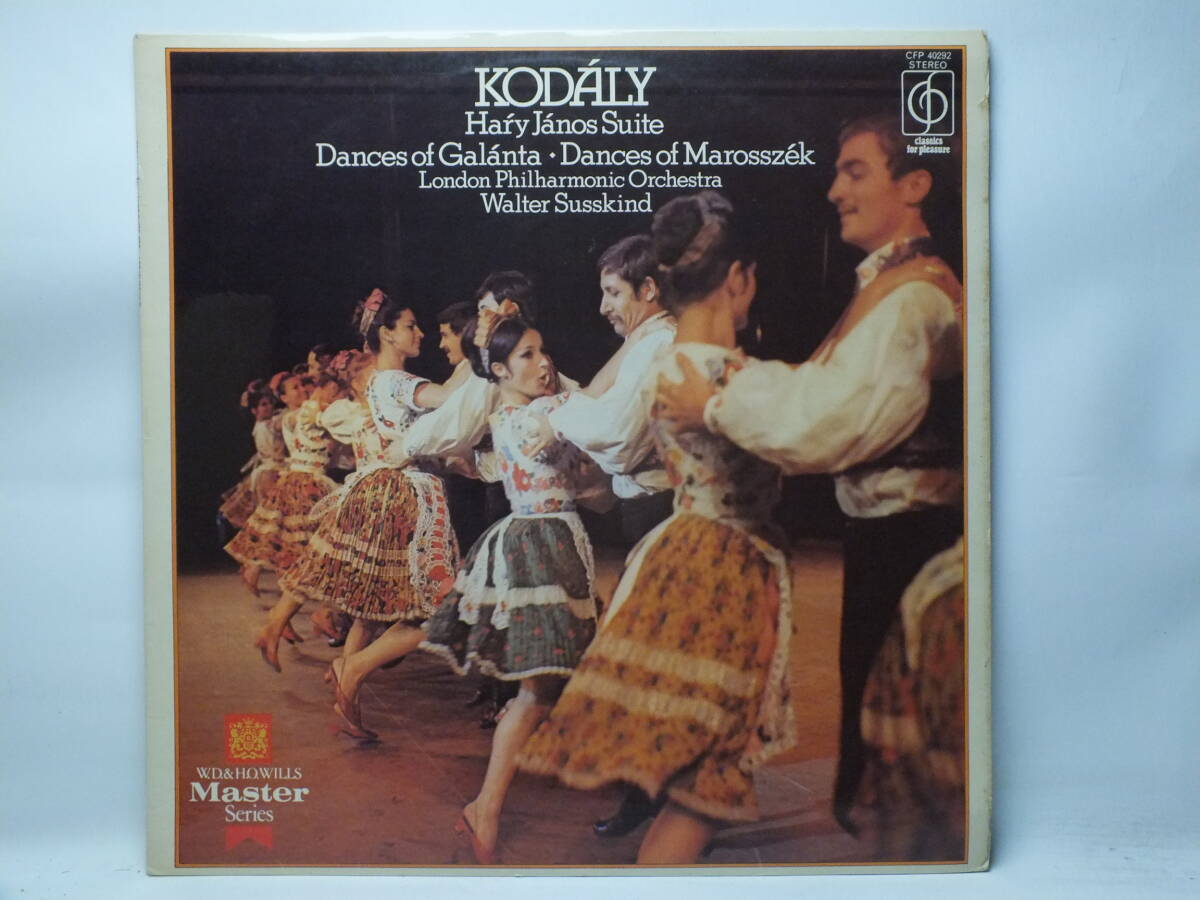 CFP 40292
STEREO
KODÁLY
Haŕy János Suite
Dances of Galánta • Dances of Marosszék
London Philharmonic Orchestra
Walter Susskind
classics
for pleasure
W.D.&H.O.WILLS
Master
Series